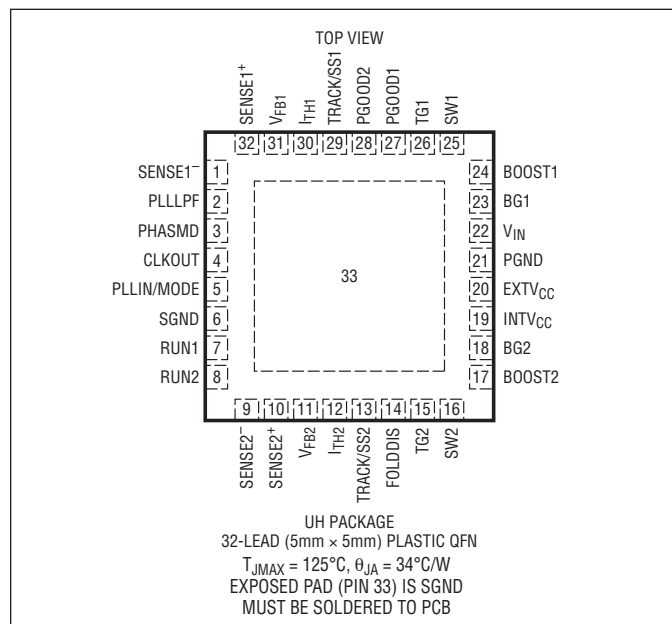 TOP VIEW
SENSE1+
VFB1
ITH1
TRACK/SS1
PGOOD2
PGOOD1
TG1
SW1
32 31 30 29 28 27 26 25
SENSE1– 1
PLLLPF 2
PHASMD 3
CLKOUT 4
PLLIN/MODE 5
SGND 6
RUN1 7
RUN2 8
33
24 BOOST1
23 BG1
22 VIN
21 PGND
20 EXTVCC
19 INTVCC
18 BG2
17 BOOST2
9 10 11 12 13 14 15 16
SENSE2–
SENSE2+
VFB2
ITH2
TRACK/SS2
FOLDDIS
TG2
SW2
UH PACKAGE
32-LEAD (5mm × 5mm) PLASTIC QFN
TJMAX = 125°C, θJA = 34°C/W
EXPOSED PAD (PIN 33) IS SGND
MUST BE SOLDERED TO PCB